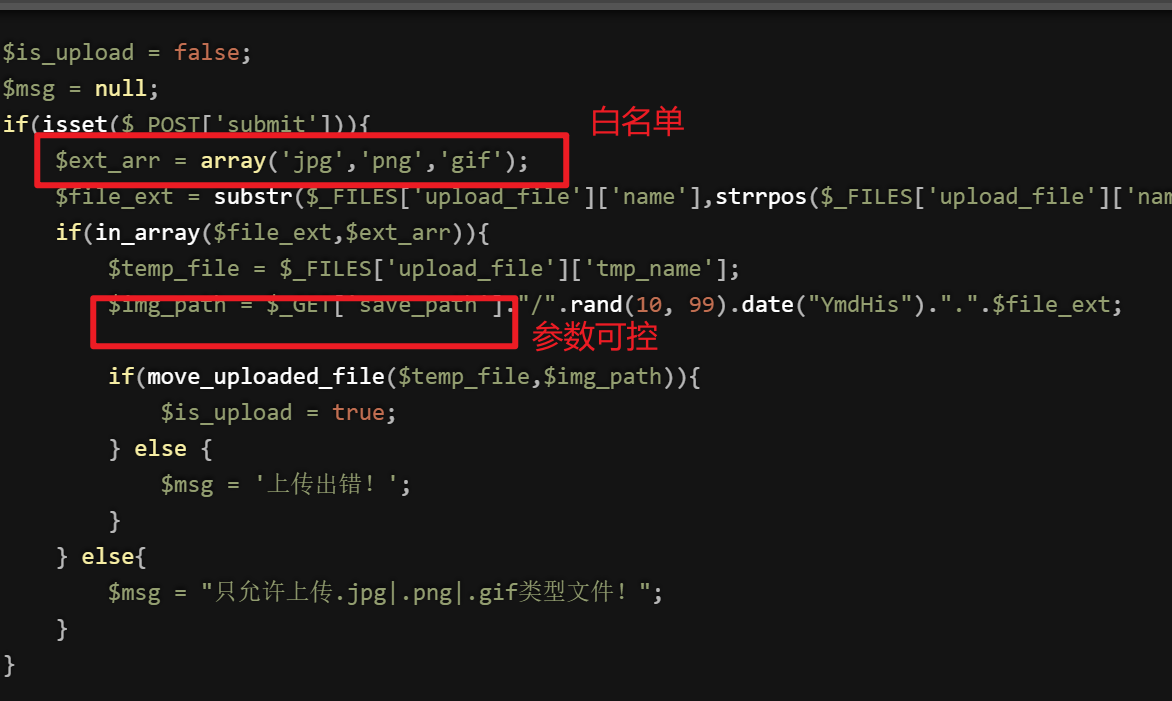 $is_upload = false;
$msg = null;
if(isset($_POST['submit'])){
白名单
$ext_arr = array('jpg','png','gif');
$file_ext = substr($_FILES['upload_file']['name'],strrpos($_FILES['upload_file']['nam
if(in_array($file_ext,$ext_arr)){
$temp_file = $_FILES['upload_file']['tmp_name'];
$img_path = $_GET['save_path']."/".rand(10, 99).date("YmdHis").".".$file_ext;
参数可控
if(move_uploaded_file($temp_file,$img_path)){
$is_upload = true;
} else {
$msg = '上传出错！';
}
} else{
$msg = "只允许上传.jpg|.png|.gif类型文件！";
}
}